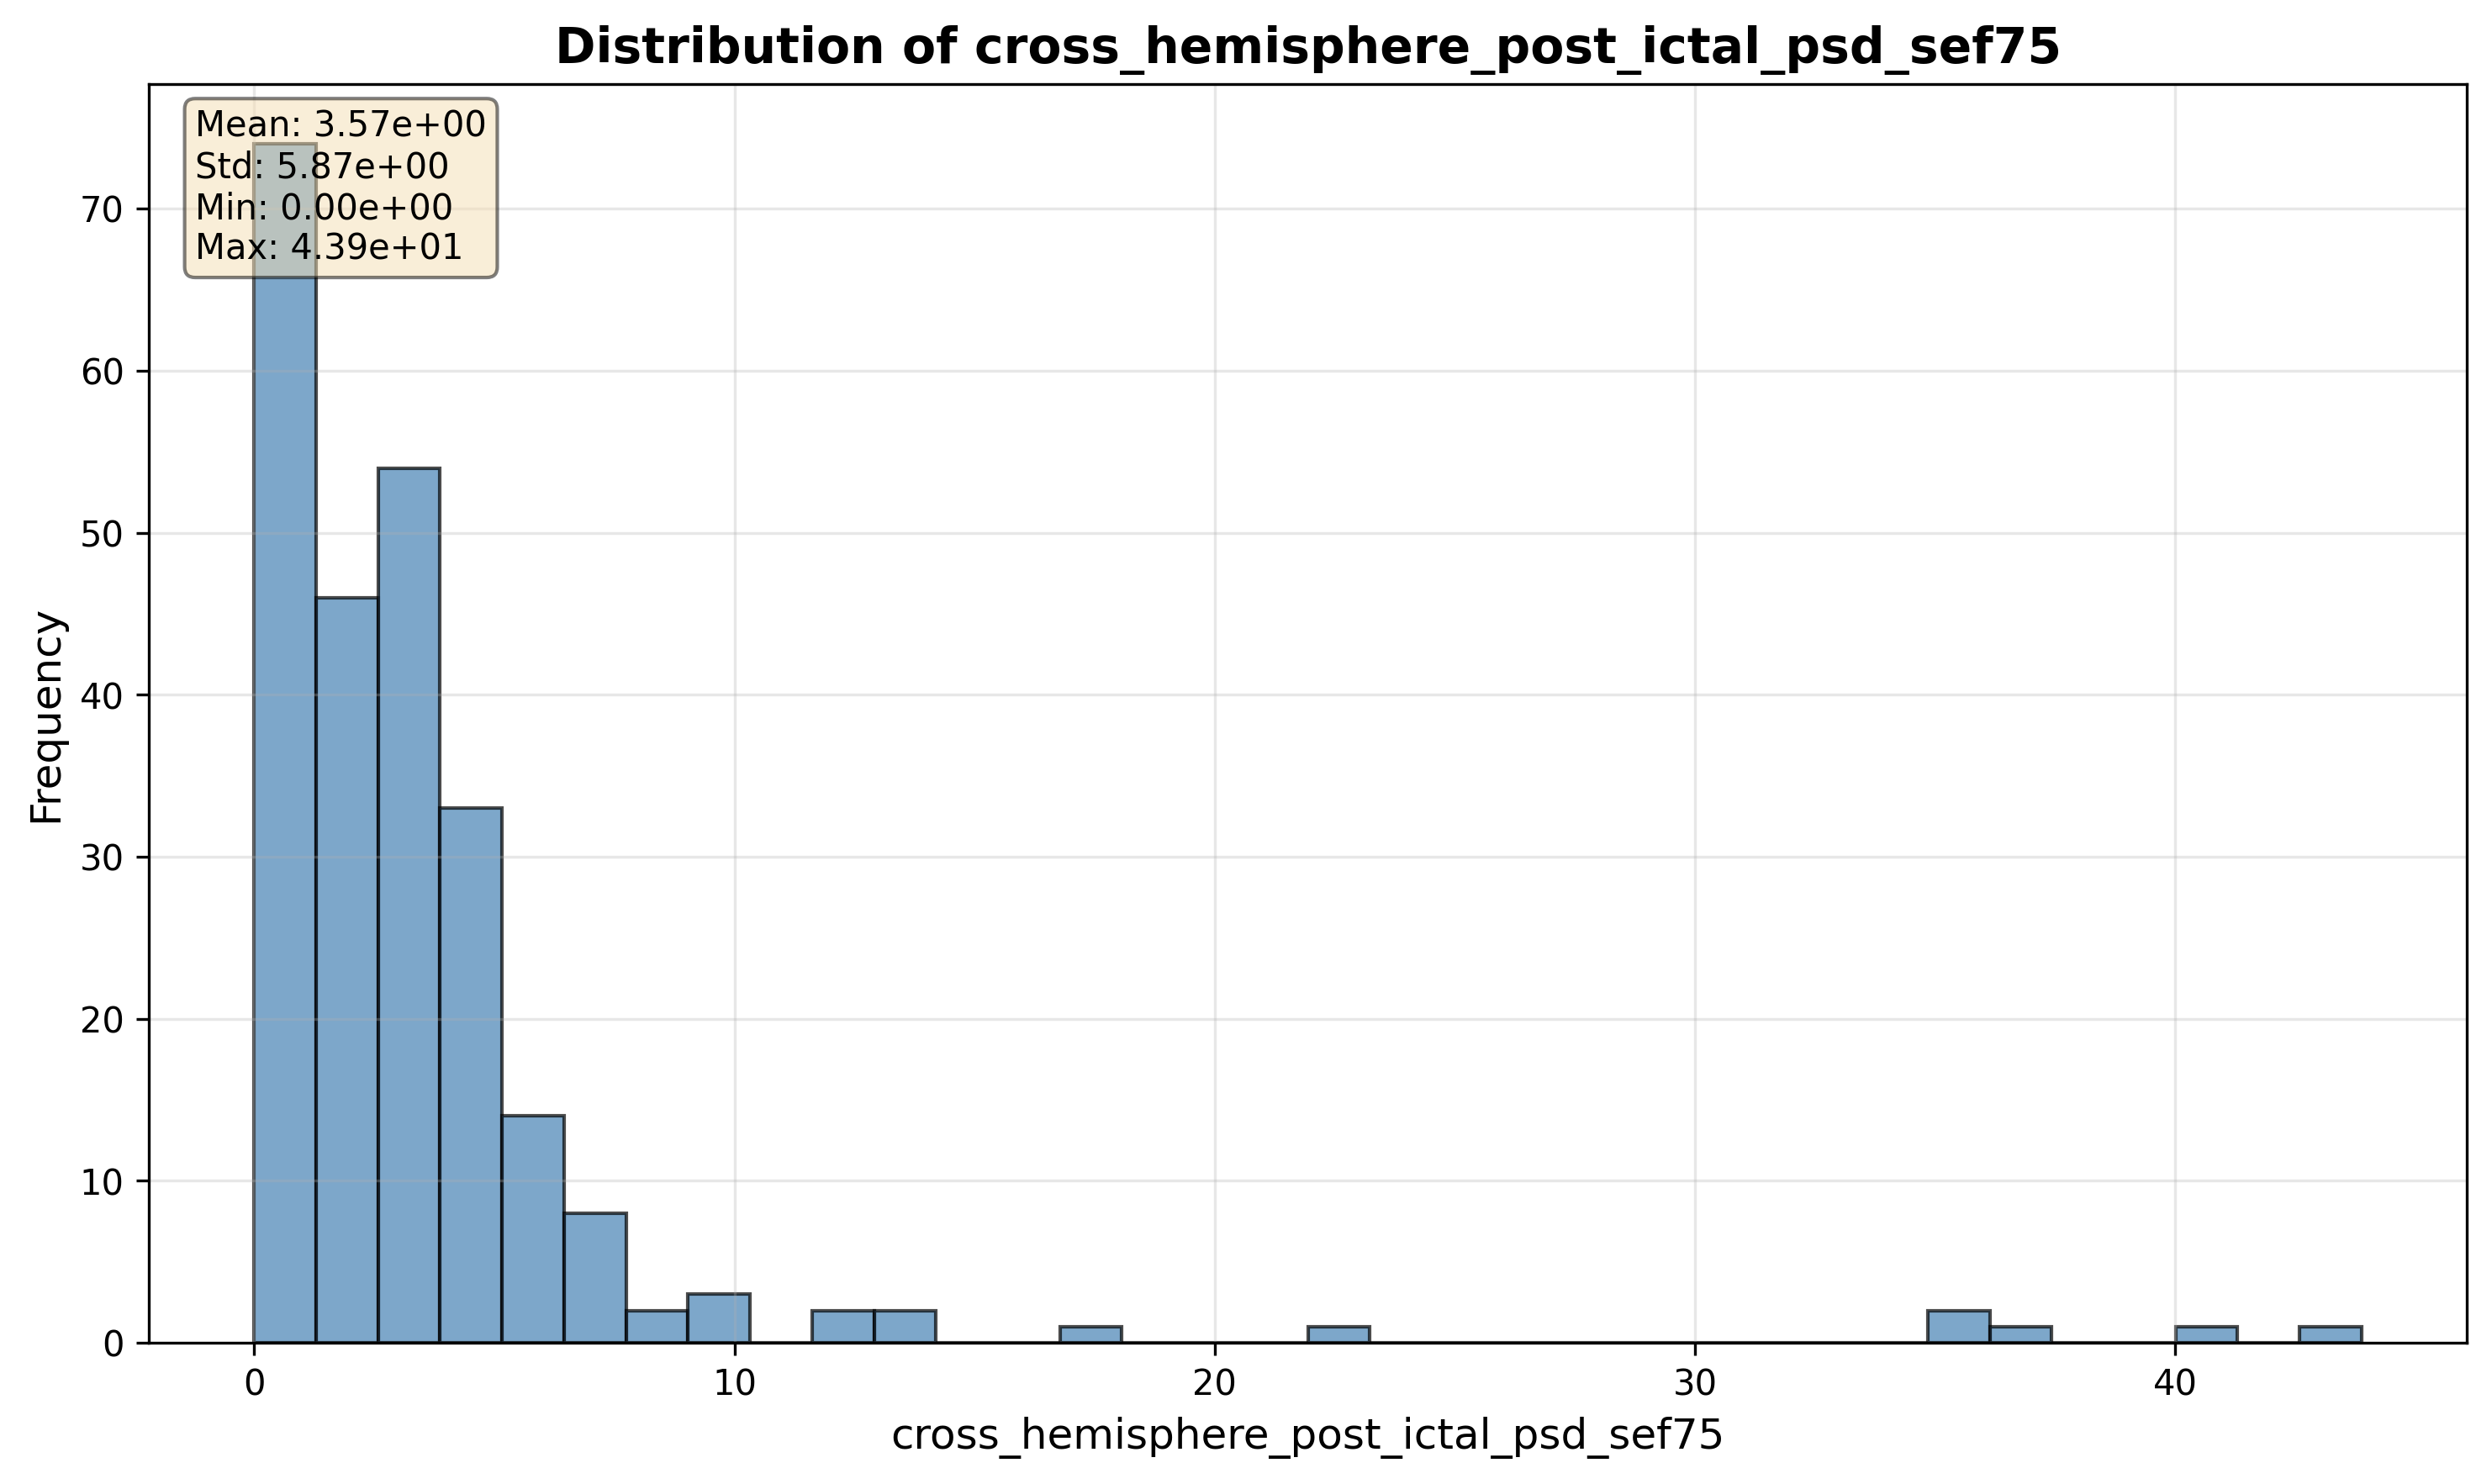 Distribution of cross_hemisphere_post_ictal_psd_sef75
Mean: 3.57e+00
Std: 5.87e+00
Min: 0.00e+00
Max: 4.39e+01
70
60
50
40
30
20
10
0
Frequency
0 10 20 30 40
cross_hemisphere_post_ictal_psd_sef75